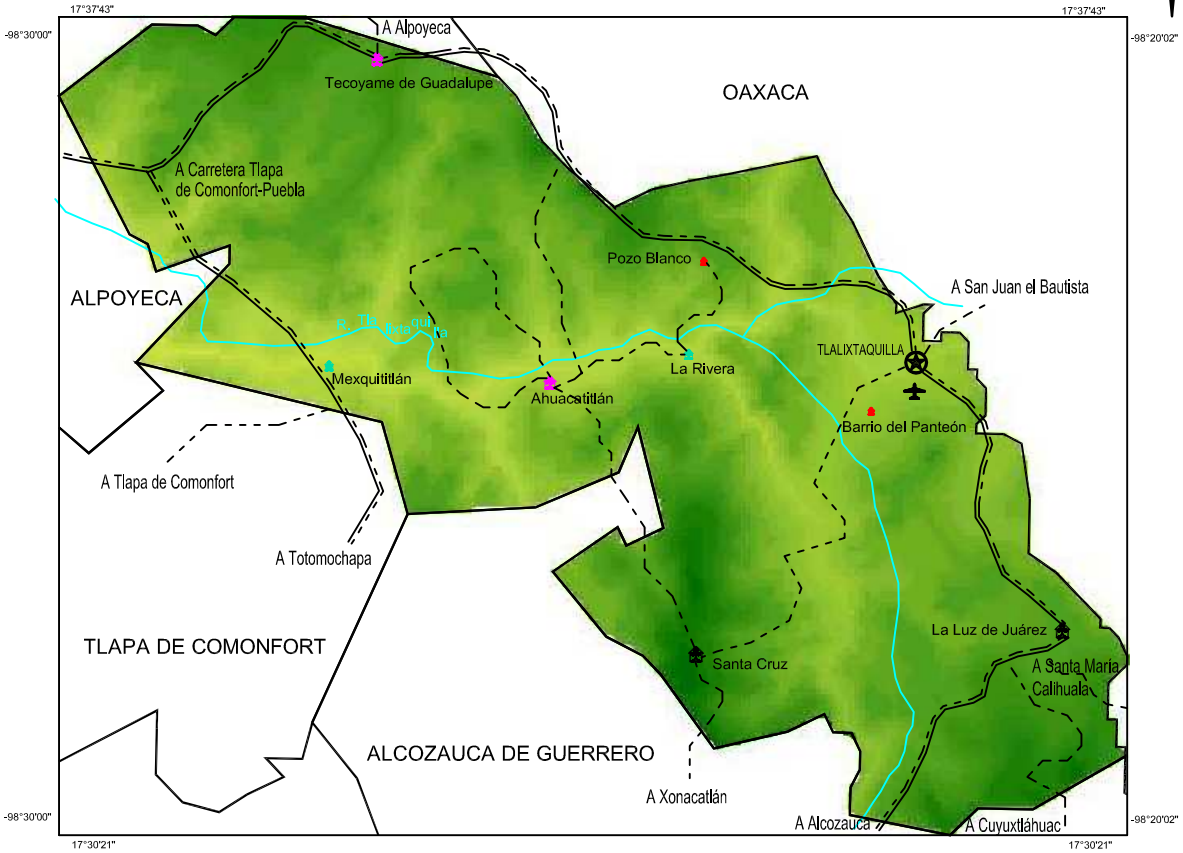 17°37'43"
17°37'43"
-98°30'00"
-98°20'02"
A Alpoyeca
Tecoyame de Guadalupe
OAXACA
A Carretera Tlapa
de Comonfort-Puebla
Pozo Blanco
ALPOYECA
A San Juan el Bautista
R. Tlalixtaquilla
TLALIXTAQUILLA
La Rivera
Mexquititlán
Ahuacatitlán
Barrio del Panteón
A Tlapa de Comonfort
A Totomochapa
La Luz de Juárez
TLAPA DE COMONFORT
Santa Cruz
A Santa María
Calihuala
ALCOZAUCA DE GUERRERO
A Xonacatlán
A Alcozauca
A Cuyuxtláhuac
-98°30'00"
-98°20'02"
17°30'21"
17°30'21"